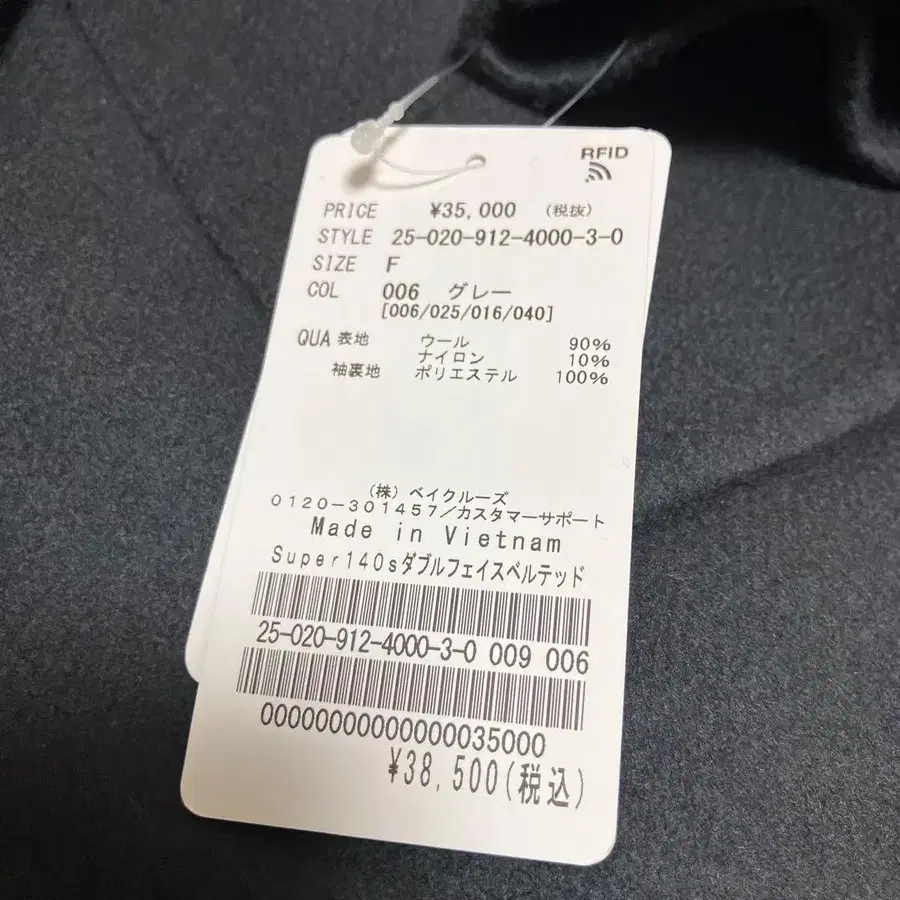 RFID
PRICE ¥35,000 (税抜)
STYLE 25-020-912-4000-3-0
SIZE F
COL 006 グレー
[006/025/016/040]
QUA 表地 ウール 90%
ナイロン 10%
袖裏地 ポリエステル 100%
(株) ベイクルーズ
0120-301457/カスタマーサポート
Made in Vietnam
Super140sダブルフェイスベルテッド
25-020-912-4000-3-0 009 006
0000000000000000035000
¥38,500(税込)